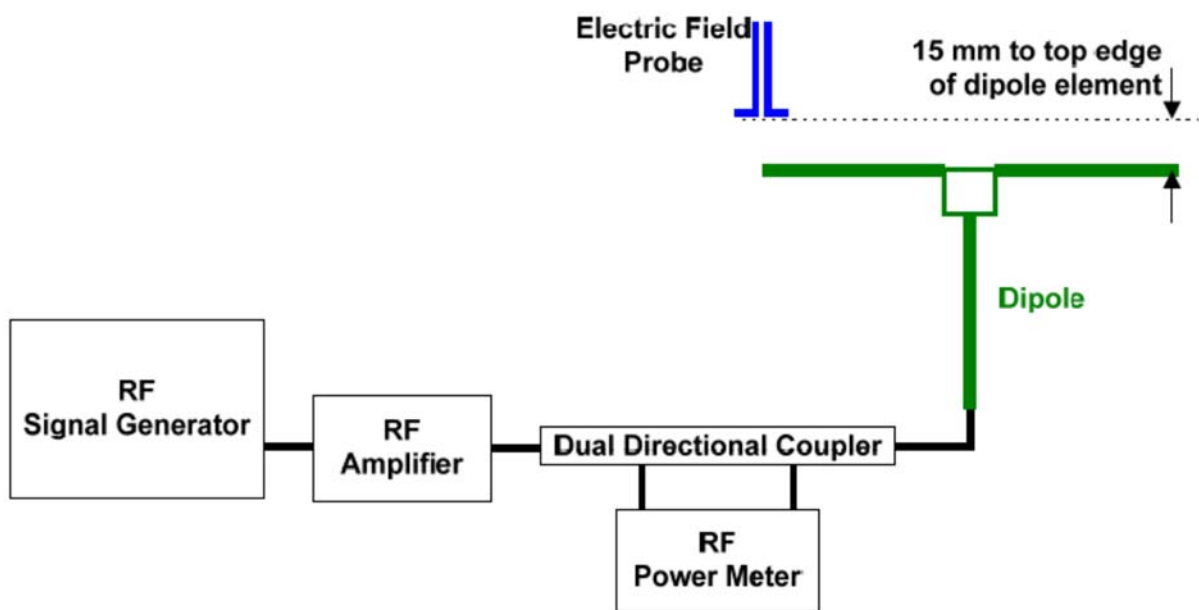 Electric Field
Probe
15 mm to top edge
of dipole element
Dipole
RF
Signal Generator
RF
Amplifier
Dual Directional Coupler
RF
Power Meter